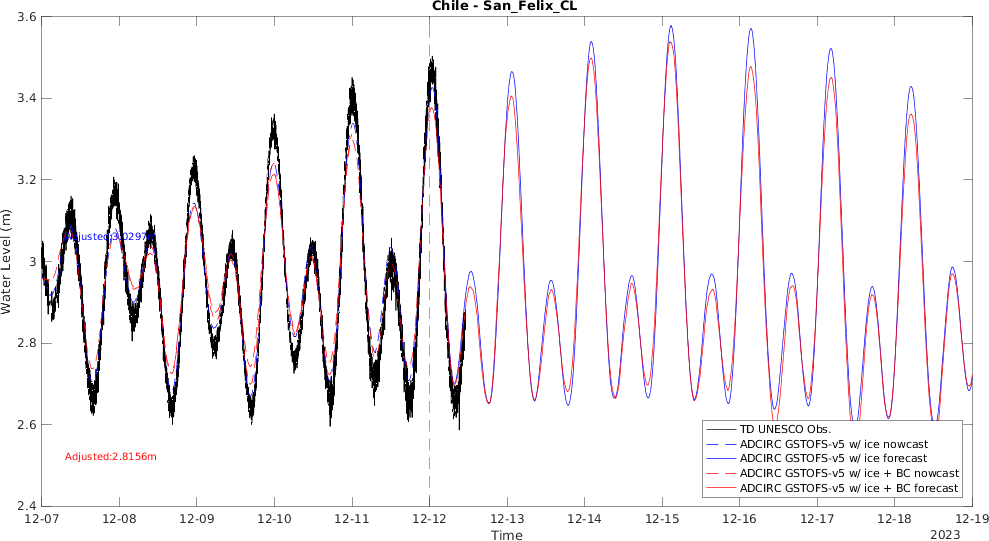 Chile - San_Felix_CL
3.6
3.4
3.2
3
2.8
2.6
2.4
Water Level (m)
Adjusted:3.0297m
Adjusted:2.8156m
TD UNESCO Obs.
ADCIRC GSTOFS-v5 w/ ice nowcast
ADCIRC GSTOFS-v5 w/ ice forecast
ADCIRC GSTOFS-v5 w/ ice + BC nowcast
ADCIRC GSTOFS-v5 w/ ice + BC forecast
12-07 12-08 12-09 12-10 12-11 12-12 12-13 12-14 12-15 12-16 12-17 12-18 12-19
Time
2023